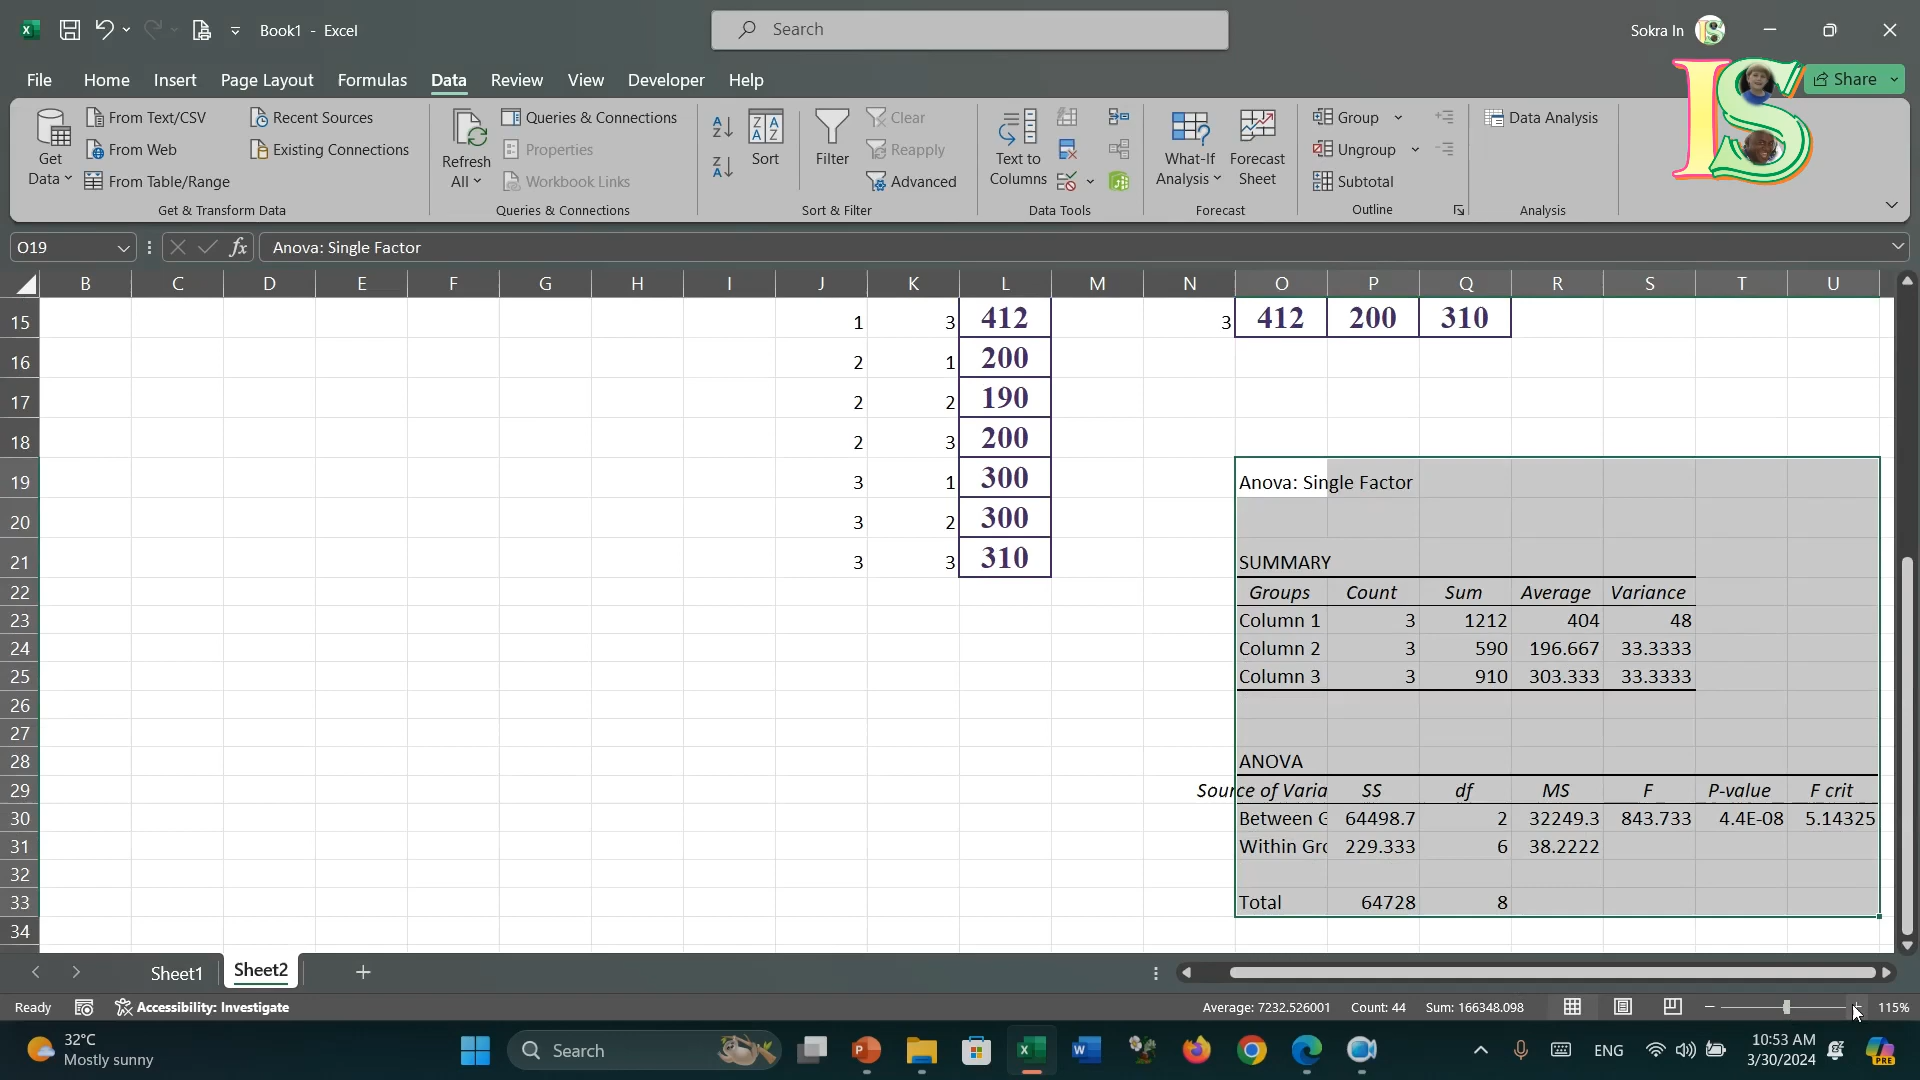 Book1 - Excel
Search
Sokra In
File Home Insert Page Layout Formulas Data Review View Developer Help
Share
IS
Get Data
From Text/CSV
From Web
From Table/Range
Recent Sources
Existing Connections
Get & Transform Data
Refresh All
Queries & Connections
Properties
Workbook Links
Queries & Connections
Sort
Filter
Clear
Reapply
Advanced
Sort & Filter
Text to Columns
Data Tools
What-If Analysis
Forecast Sheet
Forecast
Group
Ungroup
Subtotal
Outline
Data Analysis
Analysis
O19
fx
Anova: Single Factor
B C D E F G H I J K L M N O P Q R S T U
15 1 3 412 3 412 200 310
16 2 1 200
17 2 2 190
18 2 3 200
19 3 1 300 Anova: Single Factor
20 3 2 300
21 3 3 310 SUMMARY
22 Groups Count Sum Average Variance
23 Column 1 3 1212 404 48
24 Column 2 3 590 196.667 33.3333
25 Column 3 3 910 303.333 33.3333
26
27
28 ANOVA
29 Source of Varia SS df MS F P-value F crit
30 Between G 64498.7 2 32249.3 843.733 4.4E-08 5.14325
31 Within Gro 229.333 6 38.2222
32
33 Total 64728 8
34
Sheet1 Sheet2
Ready
Accessibility: Investigate
Average: 7232.526001 Count: 44 Sum: 166348.098
115%
32°C
Mostly sunny
Search
ENG
10:53 AM
3/30/2024
PRE